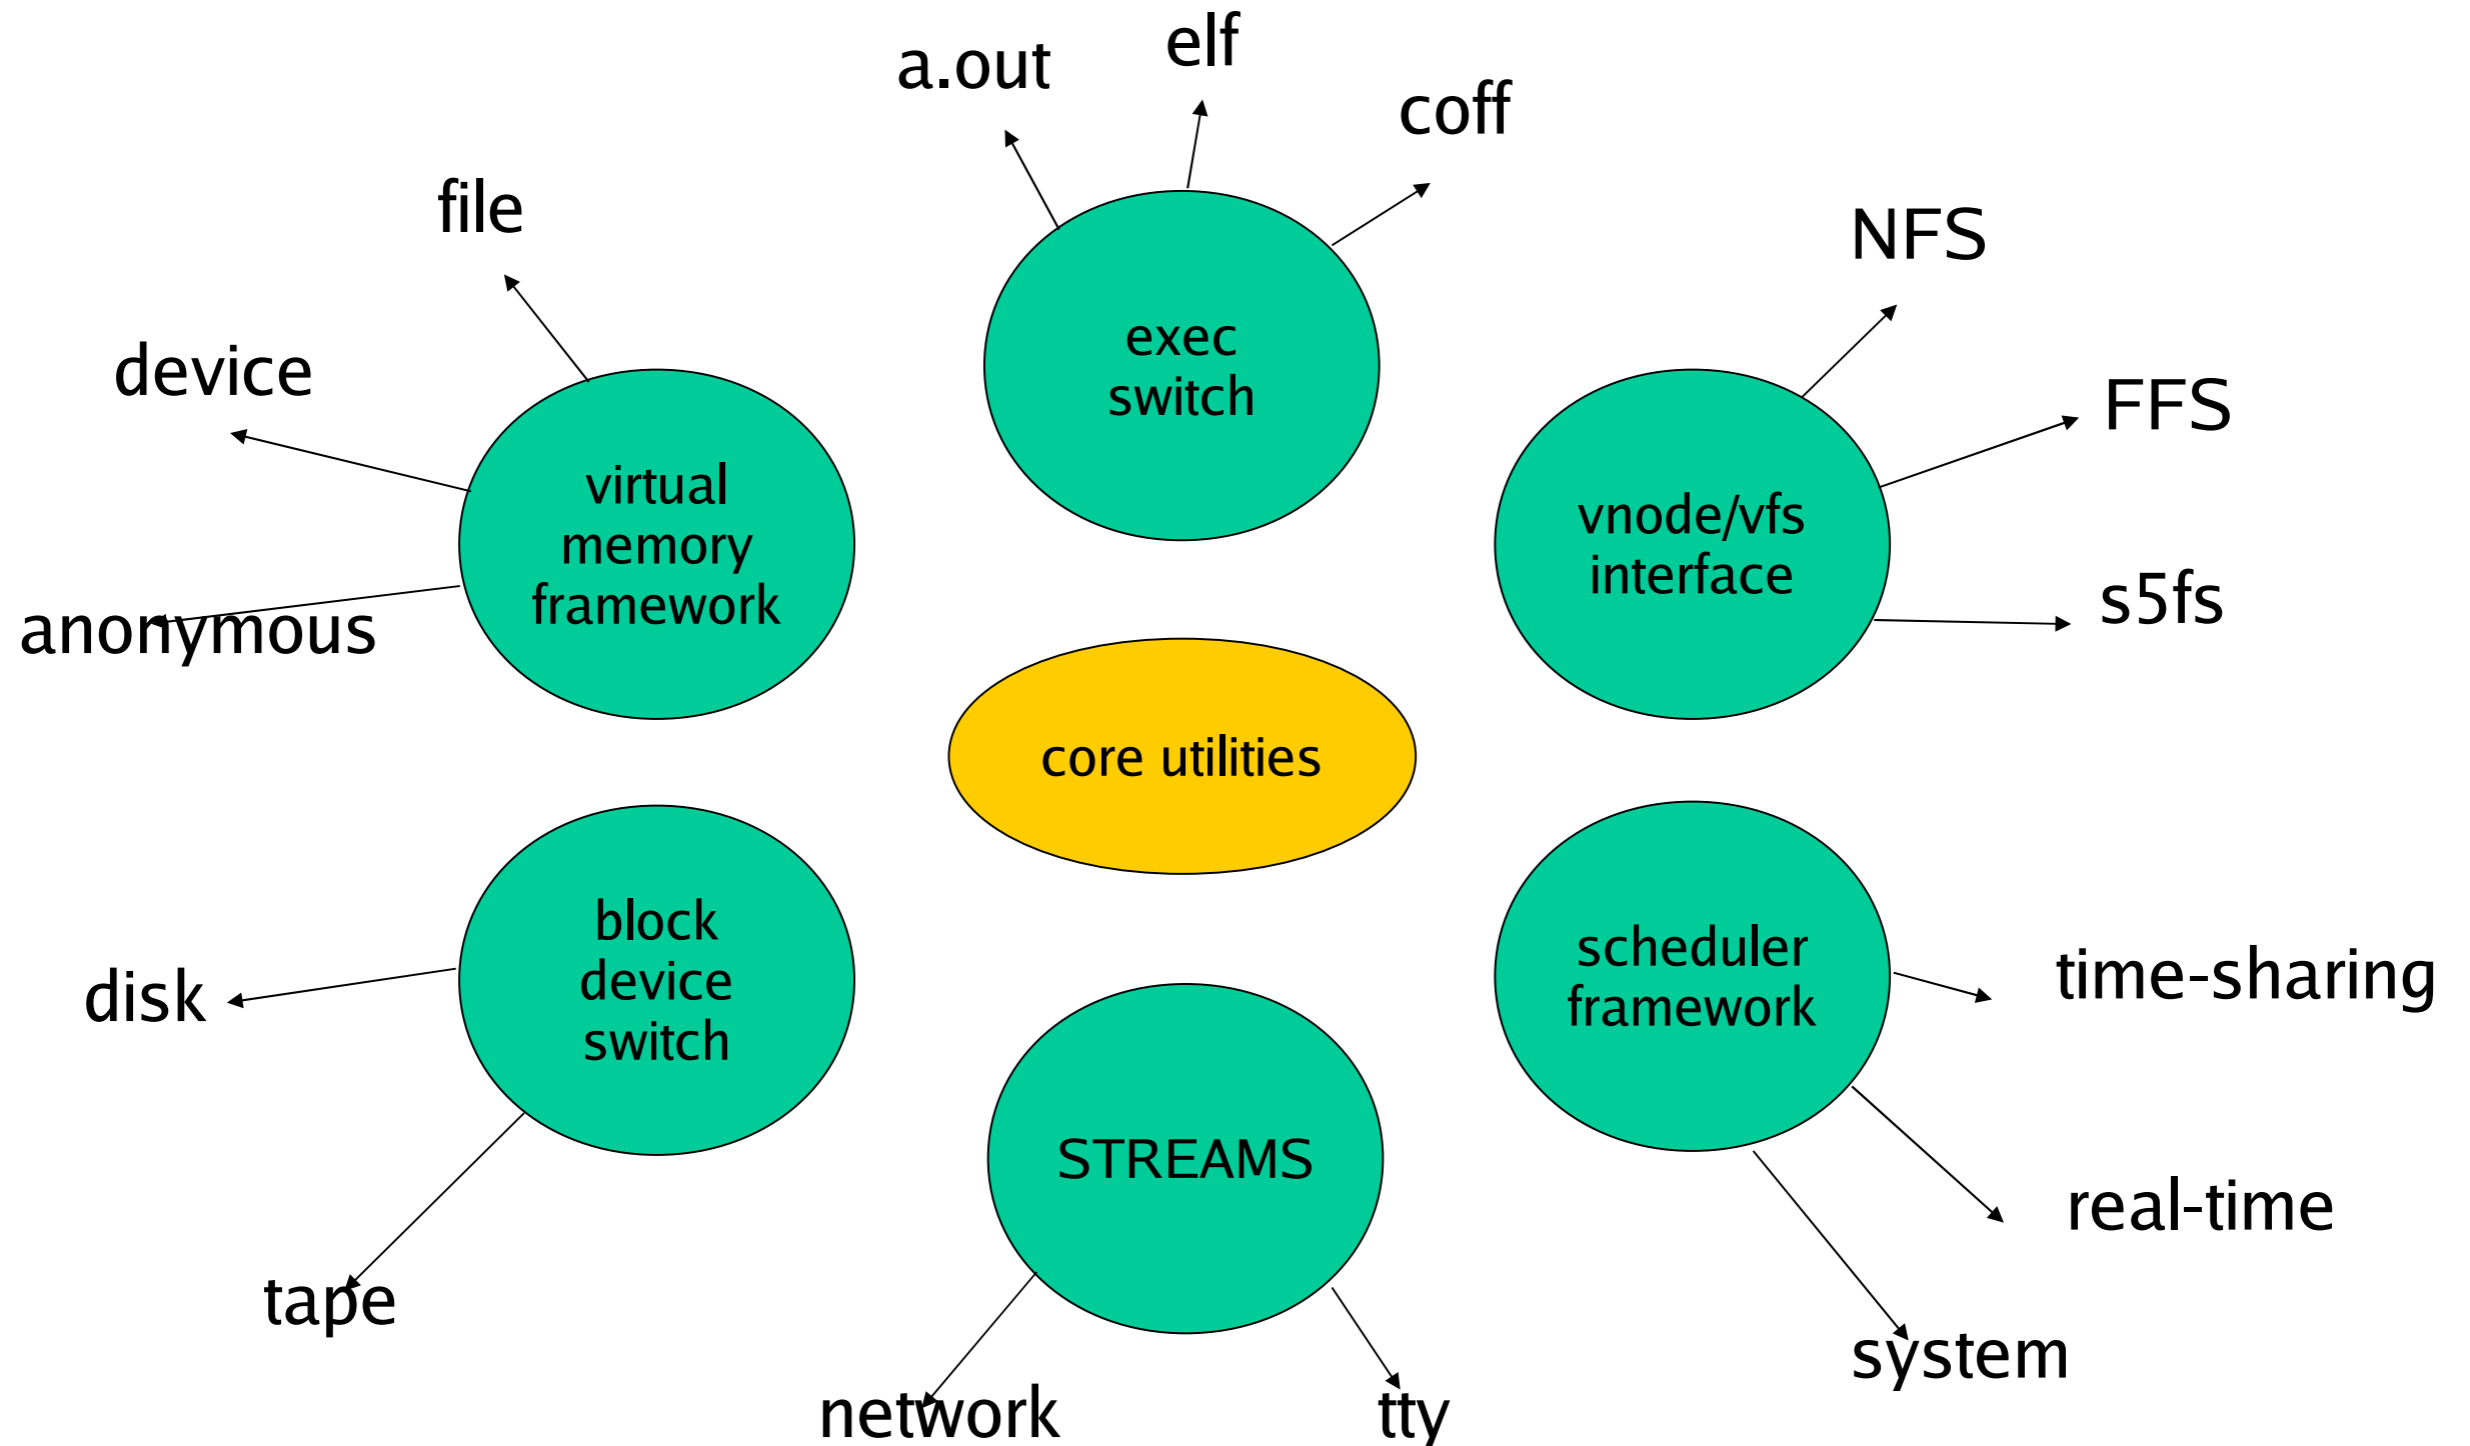 elf
a.out
coff
file
NFS
device
exec
switch
FFS
virtual
memory
framework
vnode/vfs
interface
s5fs
anonymous
core utilities
block
device
switch
disk
scheduler
framework
time-sharing
STREAMS
real-time
tape
system
network
tty